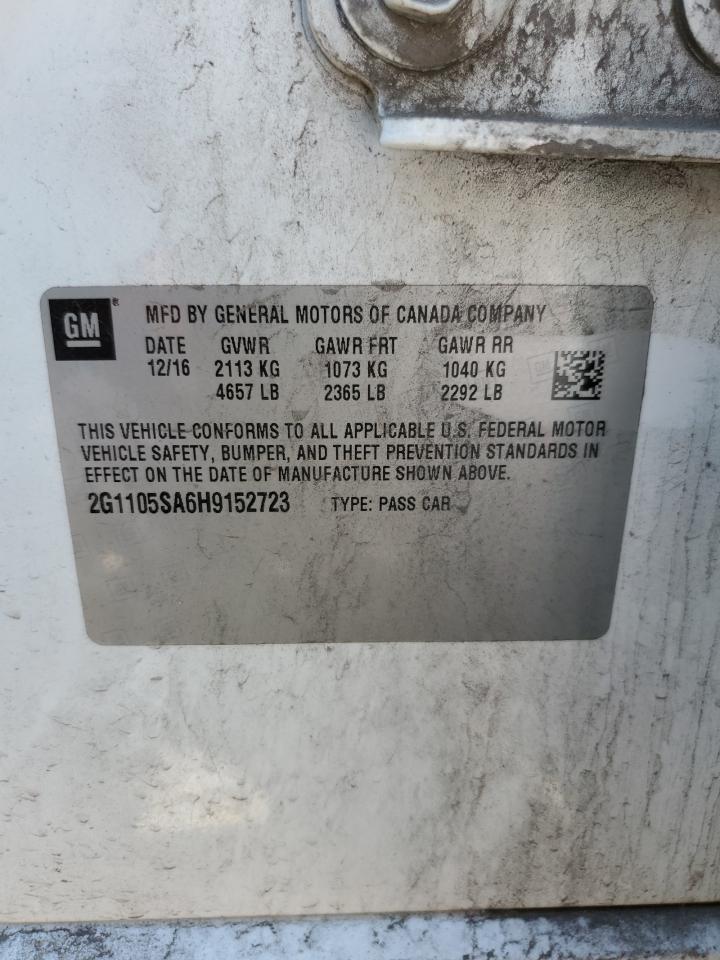 GM ® MFD BY GENERAL MOTORS OF CANADA COMPANY
DATE GVWR GAWR FRT GAWR RR
12/16 2113 KG 1073 KG 1040 KG
4657 LB 2365 LB 2292 LB
THIS VEHICLE CONFORMS TO ALL APPLICABLE U.S. FEDERAL MOTOR
VEHICLE SAFETY, BUMPER, AND THEFT PREVENTION STANDARDS IN
EFFECT ON THE DATE OF MANUFACTURE SHOWN ABOVE.
2G1105SA6H9152723 TYPE: PASS CAR